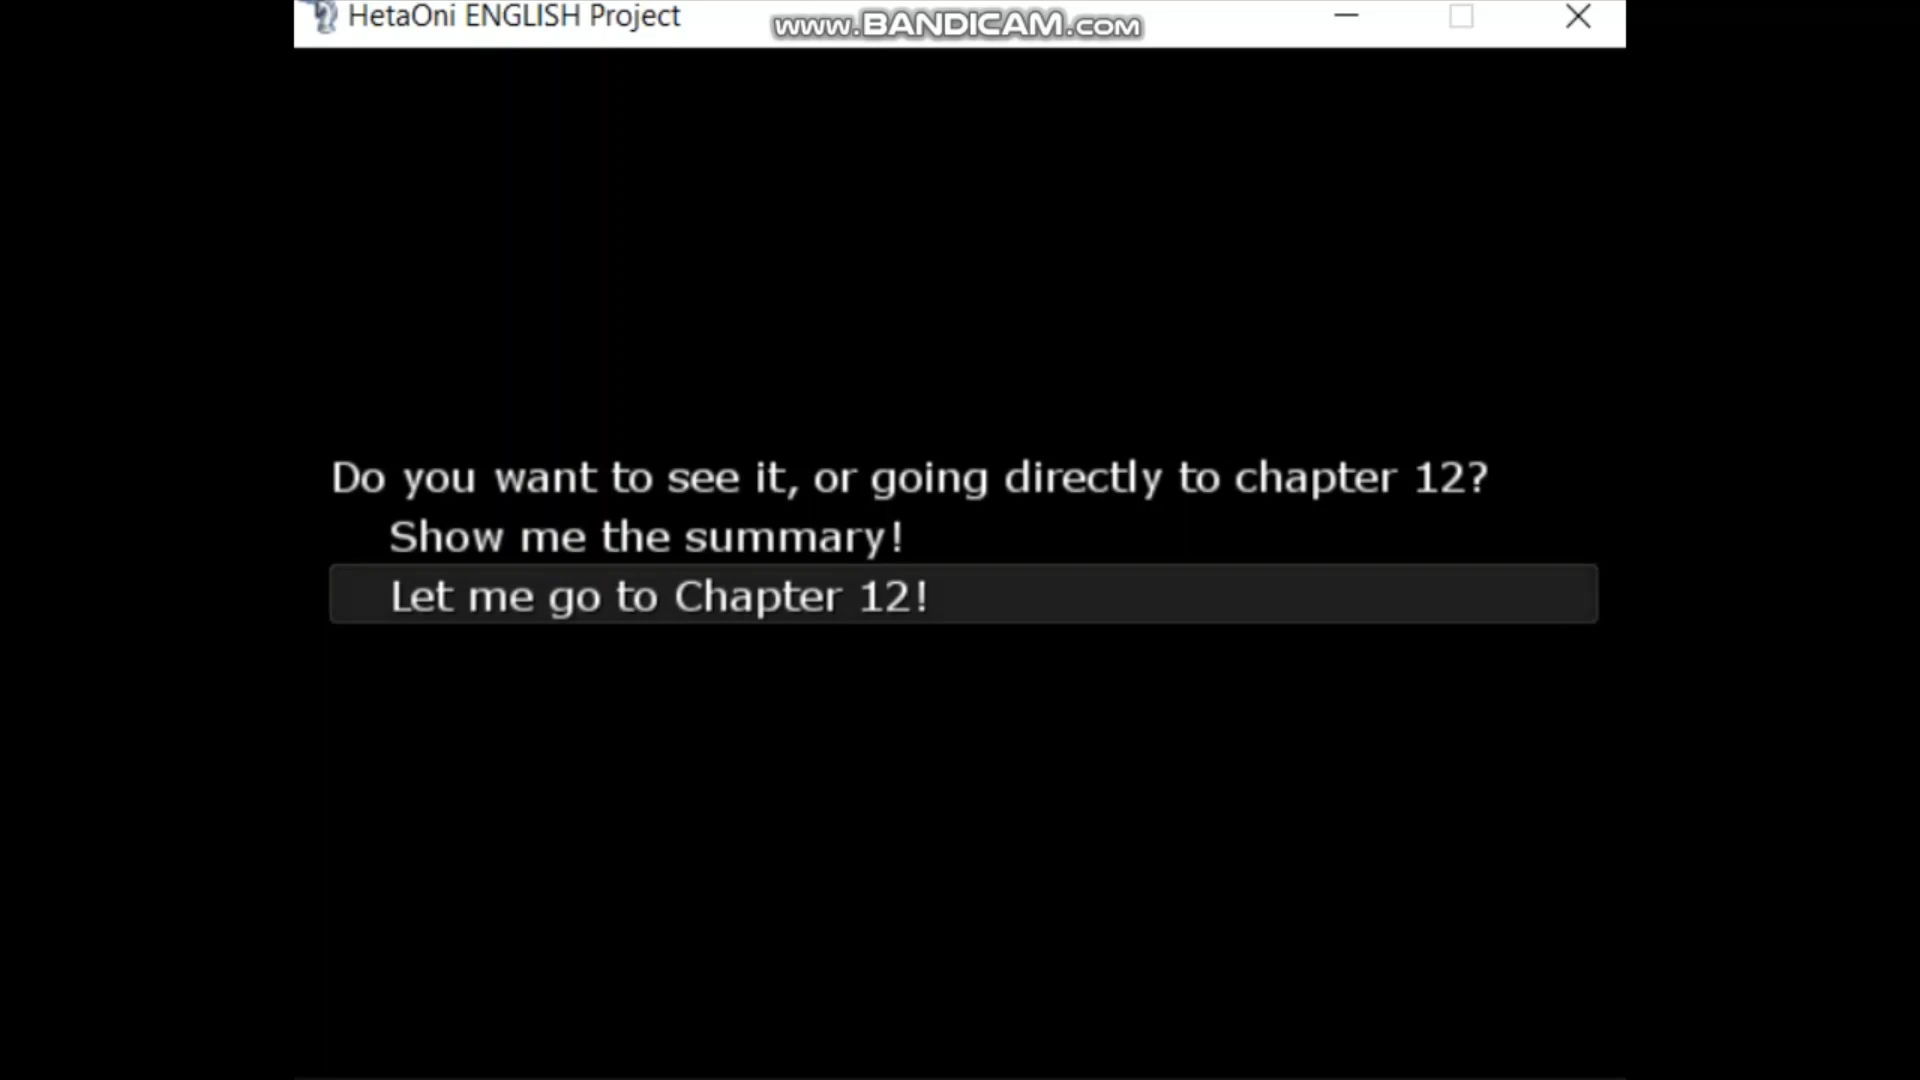 HetaOni ENGLISH Project
www.BANDICAM.com
Do you want to see it, or going directly to chapter 12?
Show me the summary!
Let me go to Chapter 12!